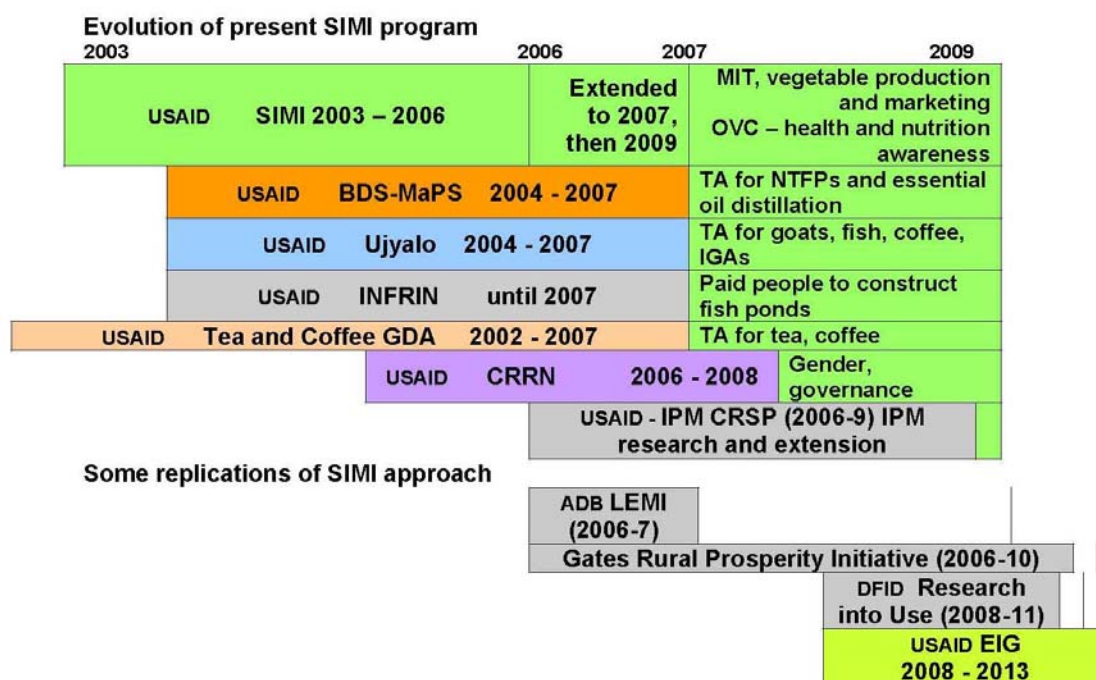 Evolution of present SIMI program
2003 2006 2007 2009
USAID SIMI 2003 – 2006
Extended
to 2007,
then 2009
MIT, vegetable production
and marketing
OVC – health and nutrition
awareness
USAID BDS-MaPS 2004 - 2007
TA for NTFPs and essential
oil distillation
USAID Ujyalo 2004 - 2007
TA for goats, fish, coffee,
IGAs
USAID INFRIN until 2007
Paid people to construct
fish ponds
USAID Tea and Coffee GDA 2002 - 2007
TA for tea, coffee
USAID CRRN 2006 - 2008
Gender,
governance
USAID - IPM CRSP (2006-9) IPM
research and extension
Some replications of SIMI approach
ADB LEMI
(2006-7)
Gates Rural Prosperity Initiative (2006-10)
DFID Research
into Use (2008-11)
USAID EIG
2008 - 2013